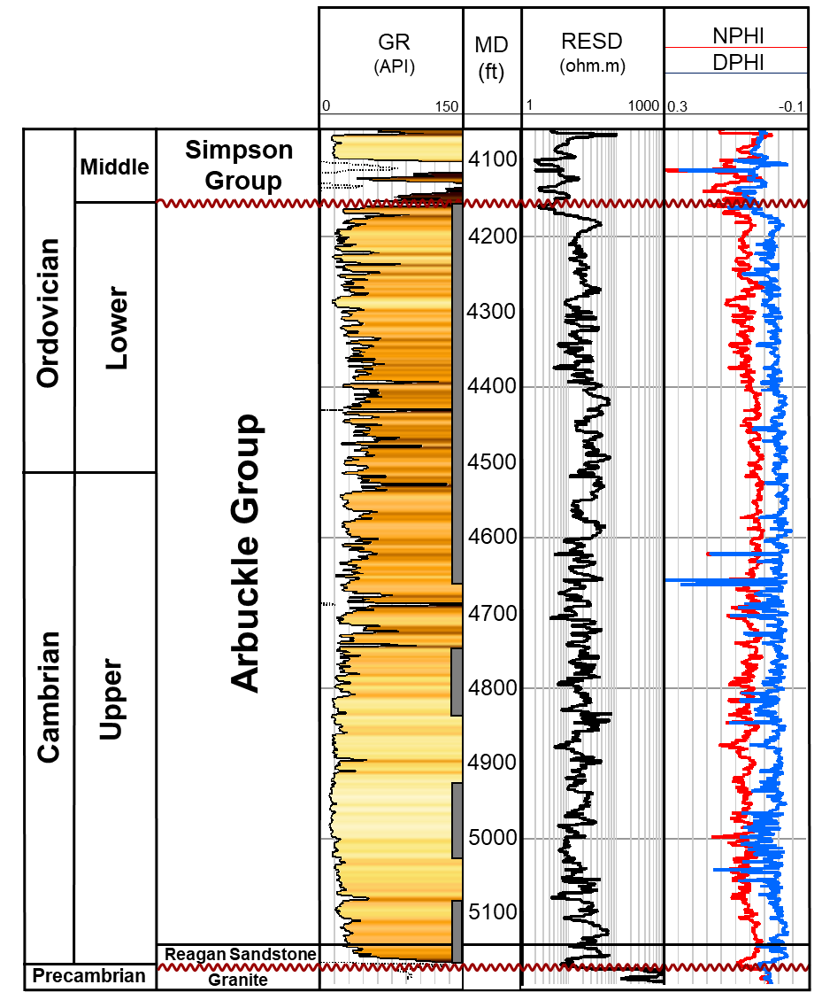 GR
(API)
0 150
MD
(ft)
RESD
(ohm.m)
1 1000
NPHI
DPHI
0.3 -0.1
Ordovician
Middle
Lower
Simpson
Group
Arbuckle Group
Cambrian
Upper
Reagan Sandstone
Precambrian
Granite
4100
4200
4300
4400
4500
4600
4700
4800
4900
5000
5100